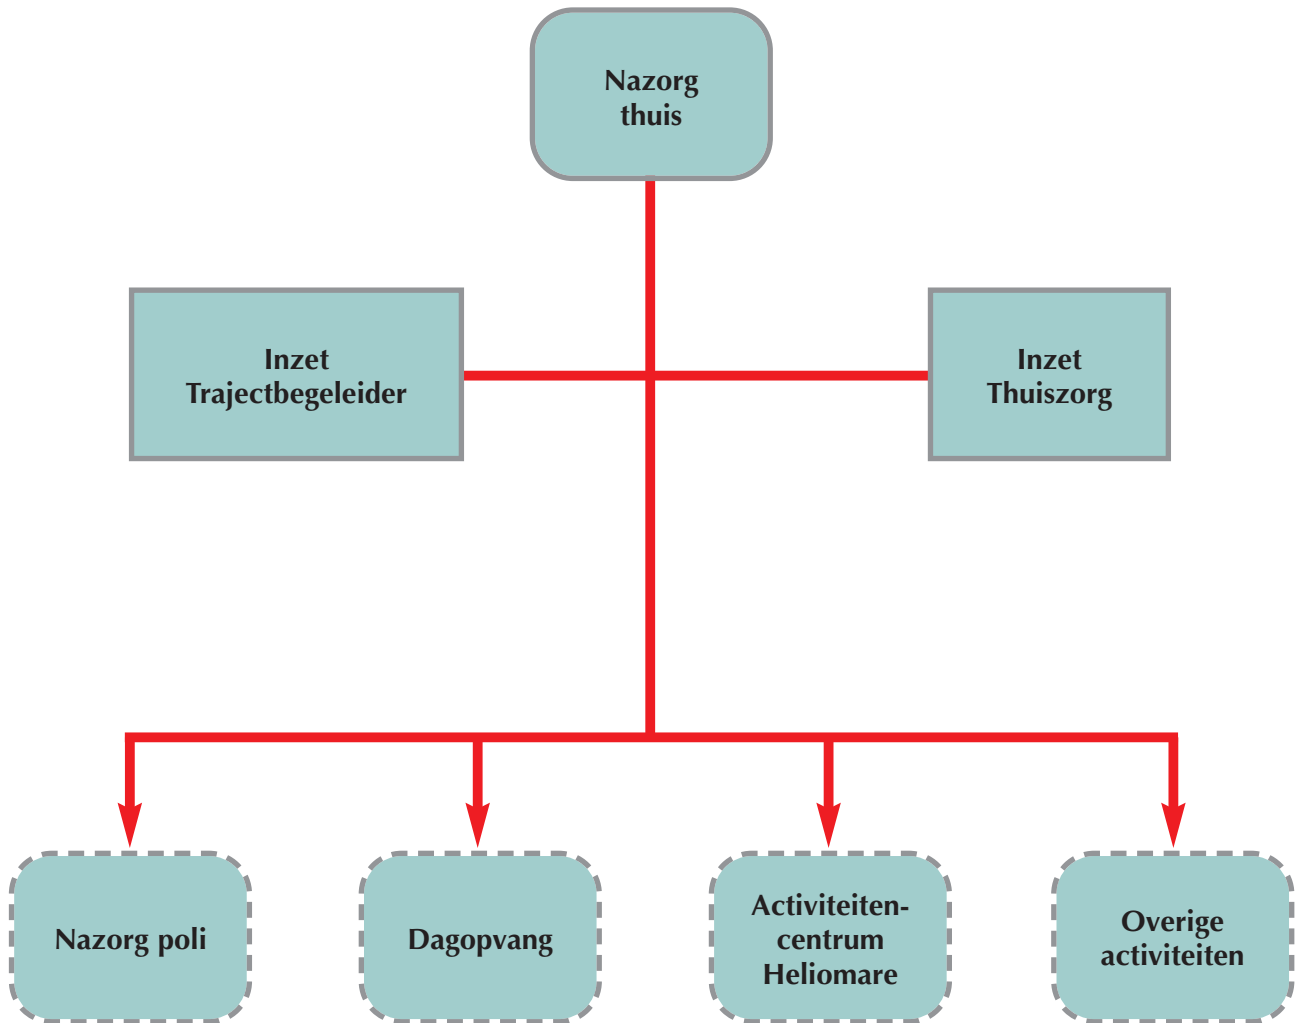 Nazorg
thuis
Inzet
Trajectbegeleider
Inzet
Thuiszorg
Nazorg poli
Dagopvang
Activiteiten-
centrum
Heliomare
Overige
activiteiten